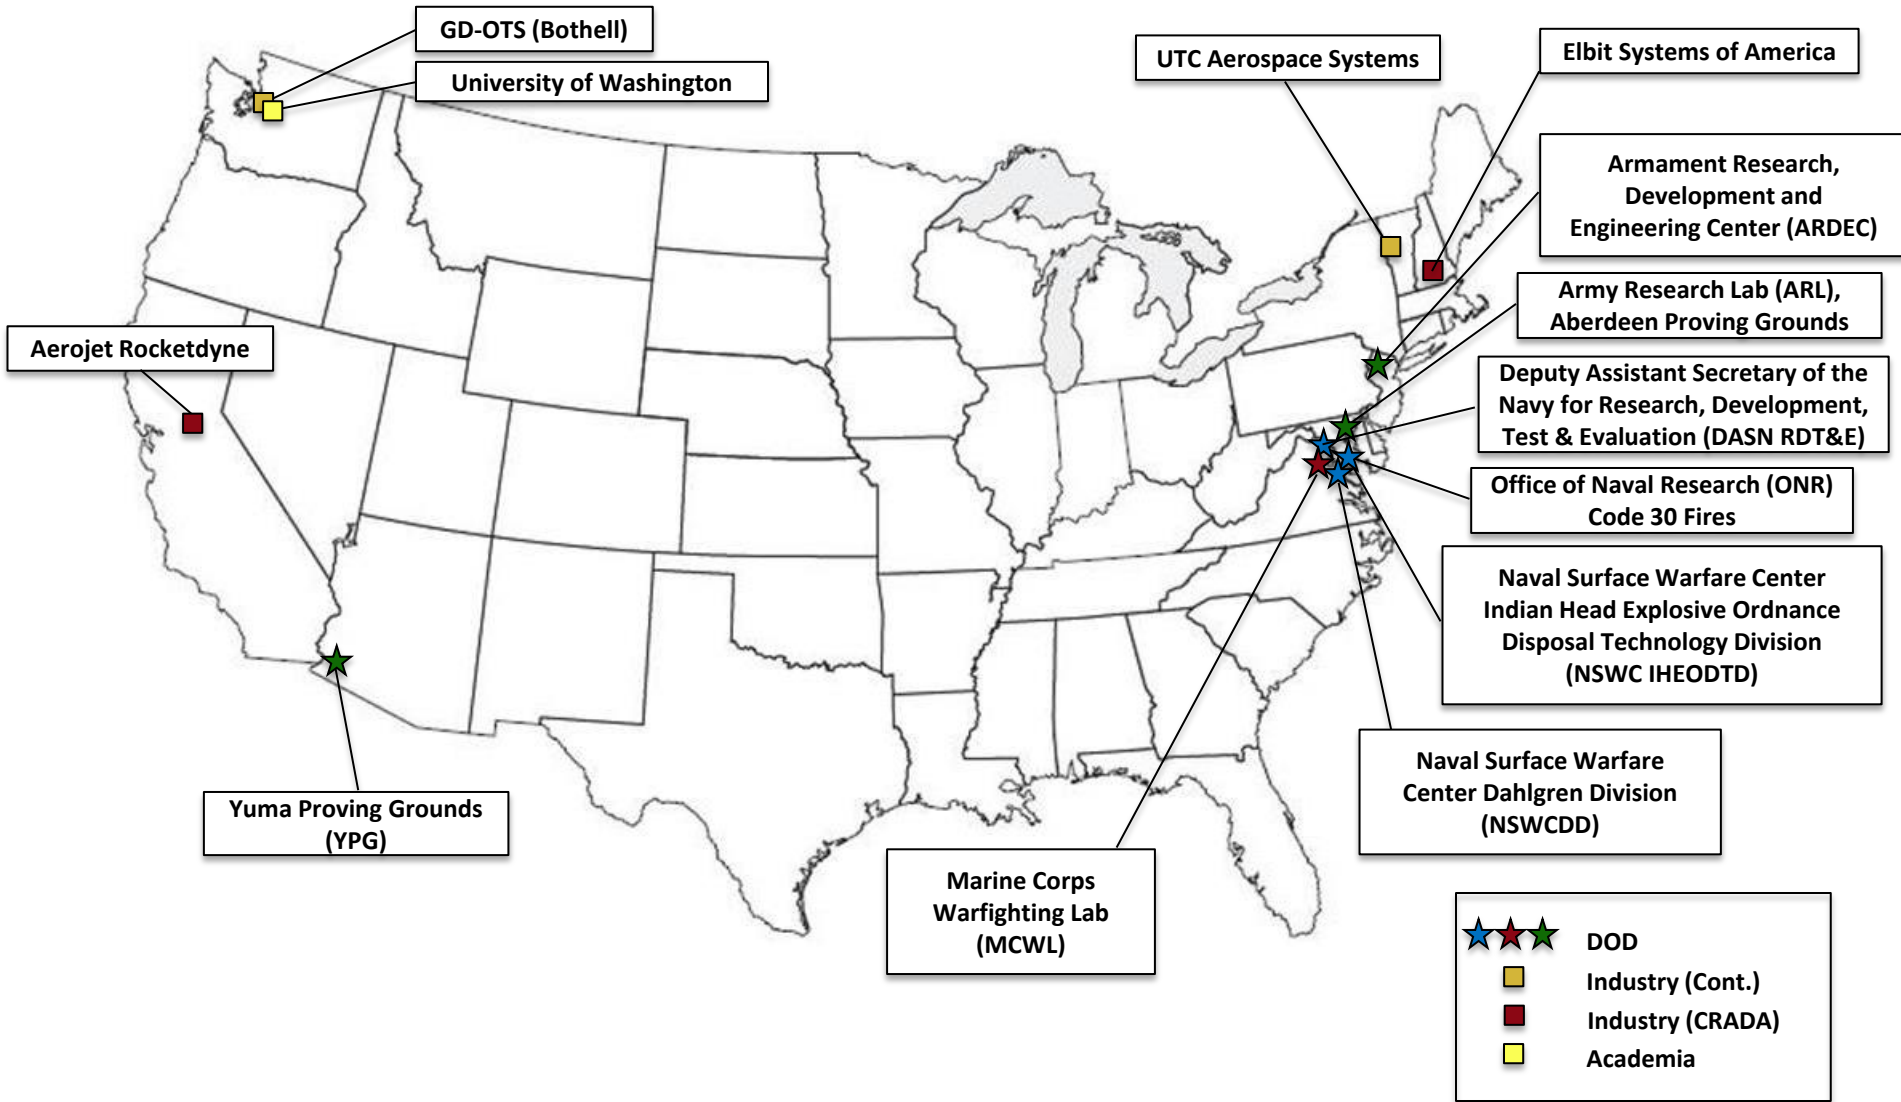 GD-OTS (Bothell)
University of Washington
UTC Aerospace Systems
Elbit Systems of America
Armament Research,
Development and
Engineering Center (ARDEC)
Army Research Lab (ARL),
Aberdeen Proving Grounds
Deputy Assistant Secretary of the
Navy for Research, Development,
Test & Evaluation (DASN RDT&E)
Office of Naval Research (ONR)
Code 30 Fires
Naval Surface Warfare Center
Indian Head Explosive Ordnance
Disposal Technology Division
(NSWC IHEODTD)
Naval Surface Warfare
Center Dahlgren Division
(NSWCDD)
Marine Corps
Warfighting Lab
(MCWL)
Aerojet Rocketdyne
Yuma Proving Grounds
(YPG)
DOD
Industry (Cont.)
Industry (CRADA)
Academia